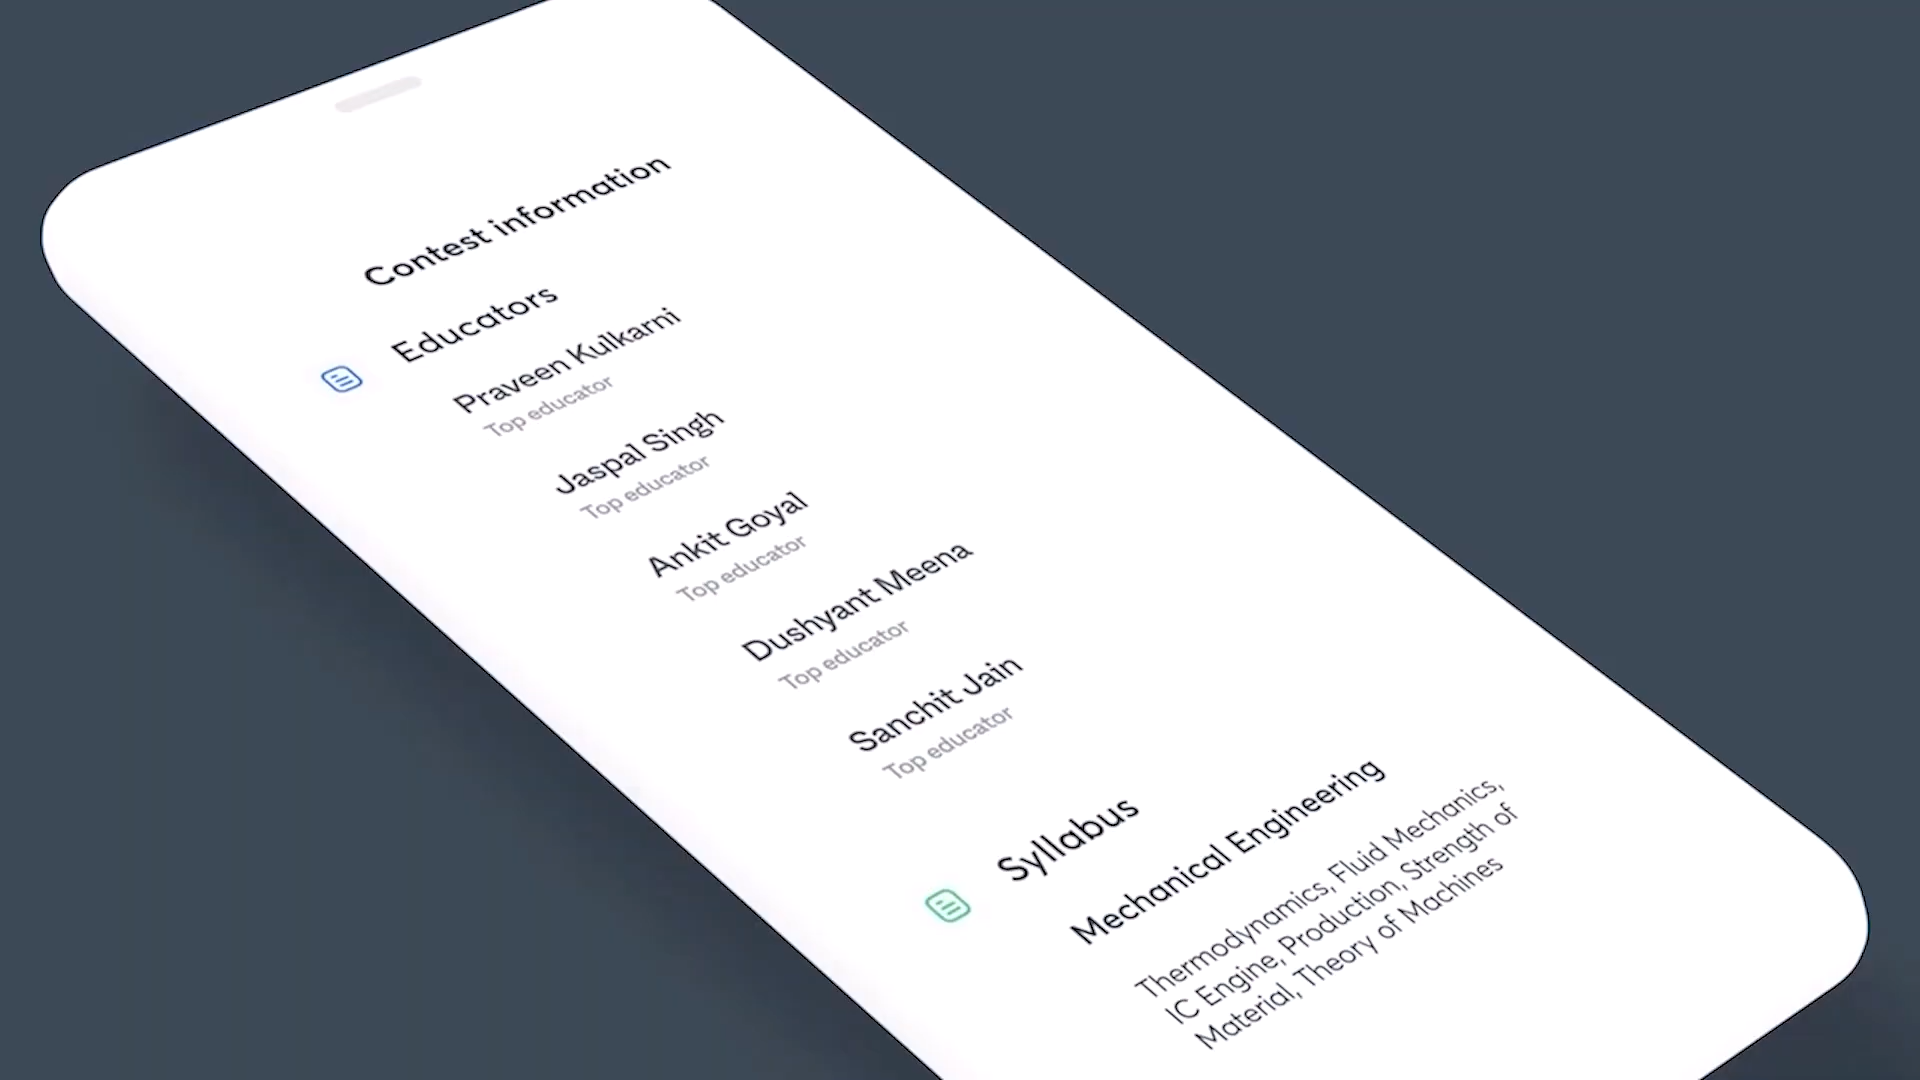 Contest information
Educators
Praveen Kulkarni
Top educator
Jaspal Singh
Top educator
Ankit Goyal
Top educator
Dushyant Meena
Top educator
Sanchit Jain
Top educator
Syllabus
Mechanical Engineering
Thermodynamics, Fluid Mechanics,
IC Engine, Production, Strength of
Material, Theory of Machines